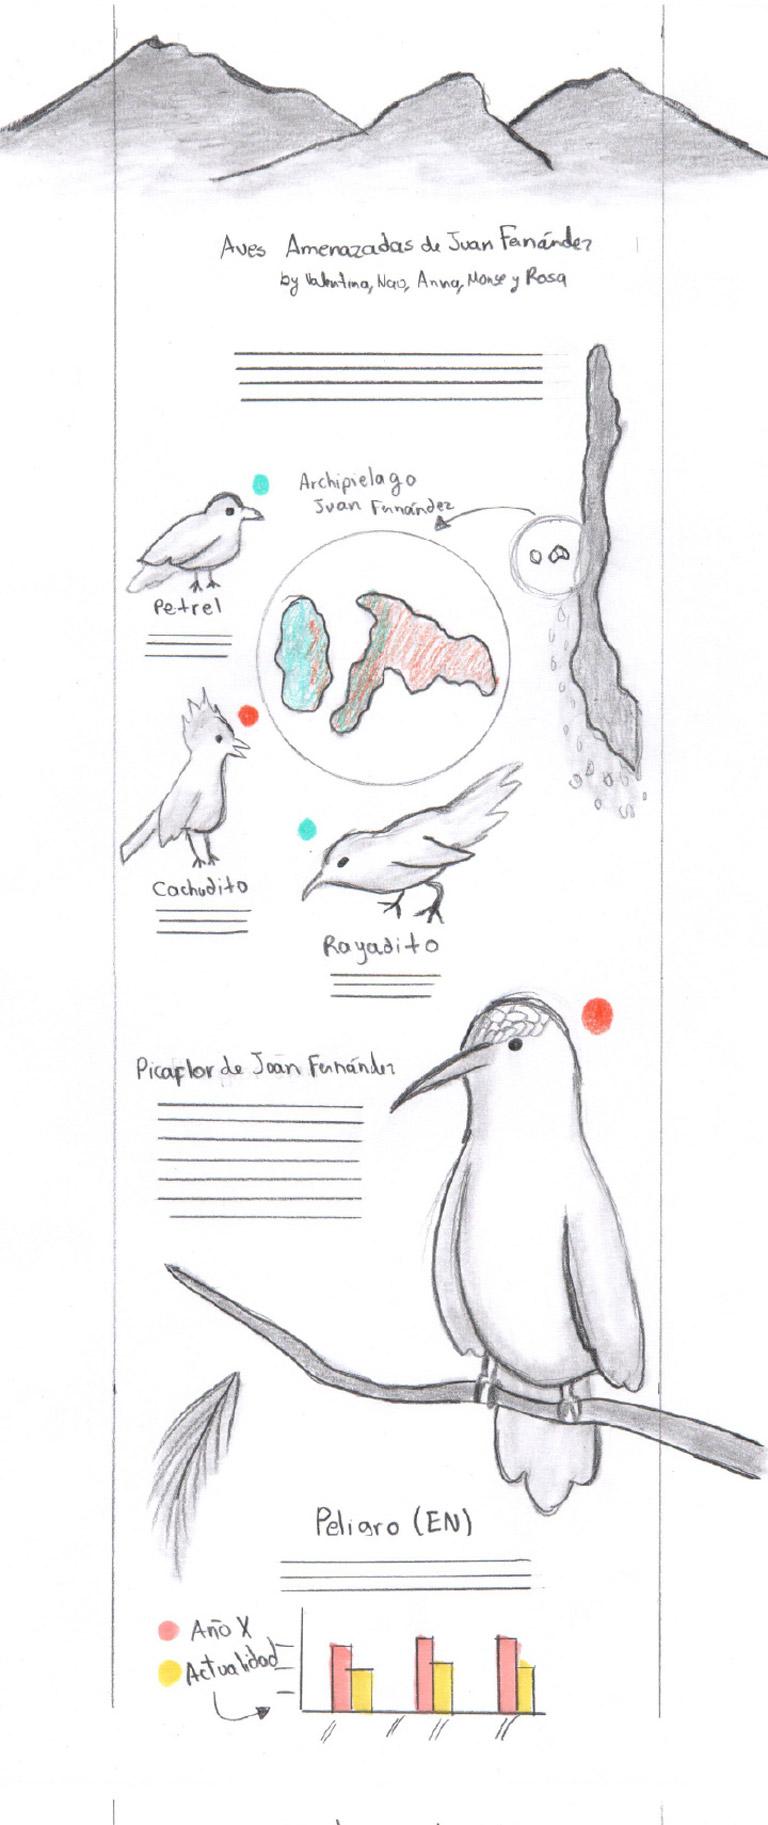 Aves Amenazadas de Juan Fernández
by Valentina, Nao, Anna, Monse y Rosa
Archipielago
Juan Fernández
Petrel
Cachudito
Rayadito
Picaflor de Juan Fernández
Peligro (EN)
Año X
Actualidad